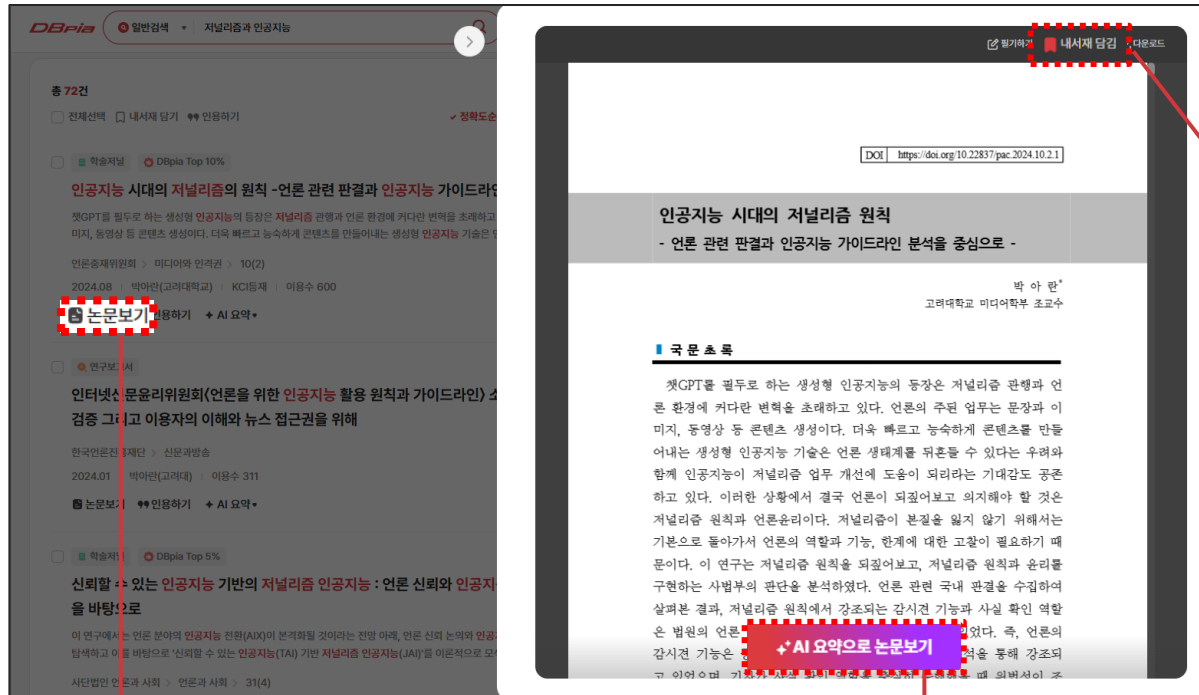 DBpia 일반검색 저널리즘과 인공지능
총 72건
전체선택 내서재 담기 인용하기 정확도순
학술저널 DBpia Top 10%
인공지능 시대의 저널리즘의 원칙 -언론 관련 판결과 인공지능 가이드라인
챗GPT를 필두로 하는 생성형 인공지능의 등장은 저널리즘 관행과 언론 환경에 커다란 변혁을 초래하고
미지, 동영상 등 콘텐츠 생성이다. 더욱 빠르고 능숙하게 콘텐츠를 만들어내는 생성형 인공지능 기술은
언론중재위원회 > 미디어와 인격권 > 10(2)
2024.08 박아란(고려대학교) KCI등재 이용수 600
논문보기 인용하기 AI 요약
연구보고서
인터넷신문윤리위원회〈언론을 위한 인공지능 활용 원칙과 가이드라인〉
검증 그리고 이용자의 이해와 뉴스 접근권을 위해
한국언론진흥재단 > 신문과방송
2024.01 박아란(고려대) 이용수 311
논문보기 인용하기 AI 요약
학술저널 DBpia Top 5%
신뢰할 수 있는 인공지능 기반의 저널리즘 인공지능 : 언론 신뢰와
을 바탕으로
이 연구에서는 언론 분야의 인공지능 전환(AIX)이 본격화될 것이라는 전망 아래, 언론 신뢰 논의와
탐색하고 이를 바탕으로 '신뢰할 수 있는 인공지능(TAI) 기반 저널리즘 인공지능(JAI)'를 이론적으로
사단법인 언론과 사회 > 언론과 사회 > 31(4)
필기하기 내서재 담김 다운로드
DOI https://doi.org/10.22837/pac.2024.10.2.1
인공지능 시대의 저널리즘 원칙
- 언론 관련 판결과 인공지능 가이드라인 분석을 중심으로 -
박 아 란*
고려대학교 미디어학부 조교수
국 문 초 록
챗GPT를 필두로 하는 생성형 인공지능의 등장은 저널리즘 관행과 언
론 환경에 커다란 변혁을 초래하고 있다. 언론의 주된 업무는 문장과 이
미지, 동영상 등 콘텐츠 생성이다. 더욱 빠르고 능숙하게 콘텐츠를 만들
어내는 생성형 인공지능 기술은 언론 생태계를 뒤흔들 수 있다는 우려와
함께 인공지능이 저널리즘 업무 개선에 도움이 되리라는 기대감도 공존
하고 있다. 이러한 상황에서 결국 언론이 되짚어보고 의지해야 할 것은
저널리즘 원칙과 언론윤리이다. 저널리즘이 본질을 잃지 않기 위해서는
기본으로 돌아가서 언론의 역할과 기능, 한계에 대한 고찰이 필요하기 때
문이다. 이 연구는 저널리즘 원칙을 되짚어보고, 저널리즘 원칙과 윤리를
구현하는 사법부의 판단을 분석하였다. 언론 관련 국내 판결을 수집하여
살펴본 결과, 저널리즘 원칙에서 강조되는 감시견 기능과 사실 확인 역할
은 법원의 언론 있었다. 즉, 언론의
감시견 기능은 석을 통해 강조되
AI 요약으로 논문보기
고 있었으며, 때 위법성이 조